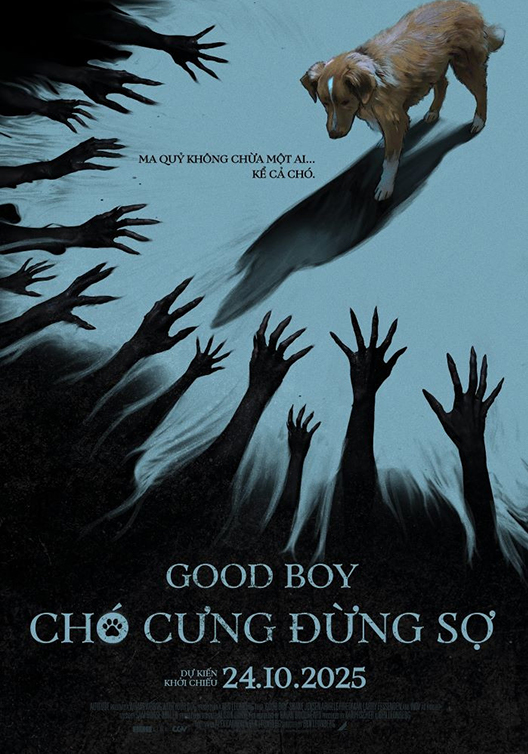 MA QUỶ KHÔNG CHỪA MỘT AI...
KỂ CẢ CHÓ.
GOOD BOY
CHÓ CƯNG ĐỪNG SỢ
DỰ KIẾN
KHỞI CHIẾU
24.10.2025